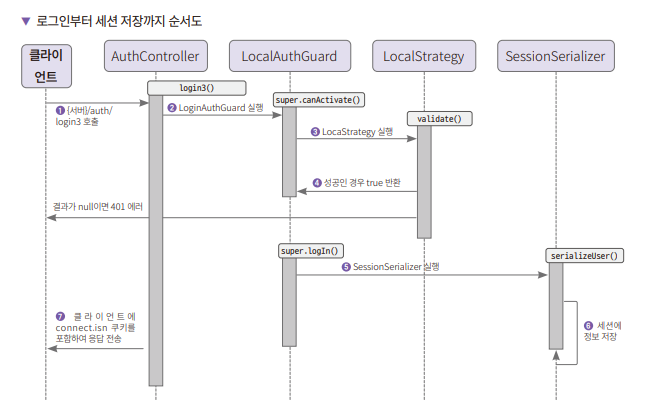 ▼ 로그인부터 세션 저장까지 순서도
클라이
언트
AuthController
LocalAuthGuard
LocalStrategy
SessionSerializer
login3()
super.canActivate()
validate()
❶ {서버}/auth/
login3 호출
❷ LoginAuthGuard 실행
❸ LocaStrategy 실행
❹ 성공인 경우 true 반환
결과가 null이면 401 에러
super.logIn()
serializeUser()
❺ SessionSerializer 실행
❼ 클라이언트에
connect.isn 쿠키를
포함하여 응답 전송
❻ 세션에
정보 저장